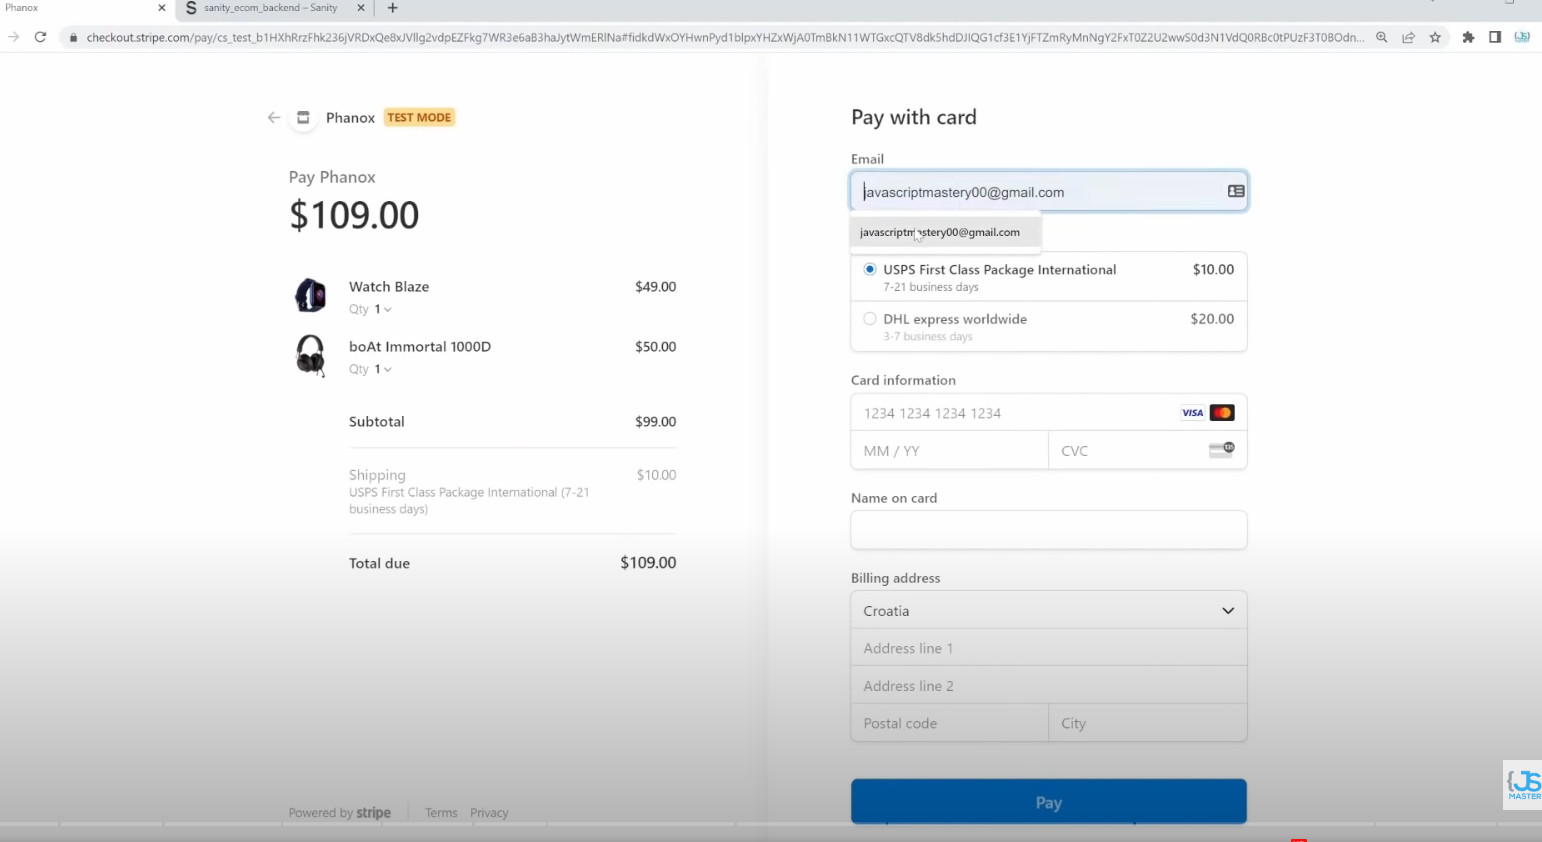 Phanox
sanity_ecom_backend – Sanity
checkout.stripe.com/pay/cs_test_b1HXhRrzFhk236jVRDxQe8xJVllg2vdpEZFkg7WR3e6aB3haJytWmERlNa#fidkdWxOYHwnPyd1blpxYHZxWjA0TmBkN11WTGxcQTV8dk5hdDJIQG1cf3E1YjFTZmRyMnNgY2FxT0Z2U2wwS0d3N1VdQ0RBc0tPUzF3T0BOdn...
Phanox TEST MODE
Pay Phanox
$109.00
Watch Blaze $49.00
Qty 1
boAt Immortal 1000D $50.00
Qty 1
Subtotal $99.00
Shipping $10.00
USPS First Class Package International (7-21
business days)
Total due $109.00
Powered by stripe
Terms Privacy
Pay with card
Email
javascriptmastery00@gmail.com
javascriptmastery00@gmail.com
USPS First Class Package International $10.00
7-21 business days
DHL express worldwide $20.00
3-7 business days
Card information
1234 1234 1234 1234 VISA
MM / YY CVC
Name on card
Billing address
Croatia
Address line 1
Address line 2
Postal code City
Pay
{JS
MASTER